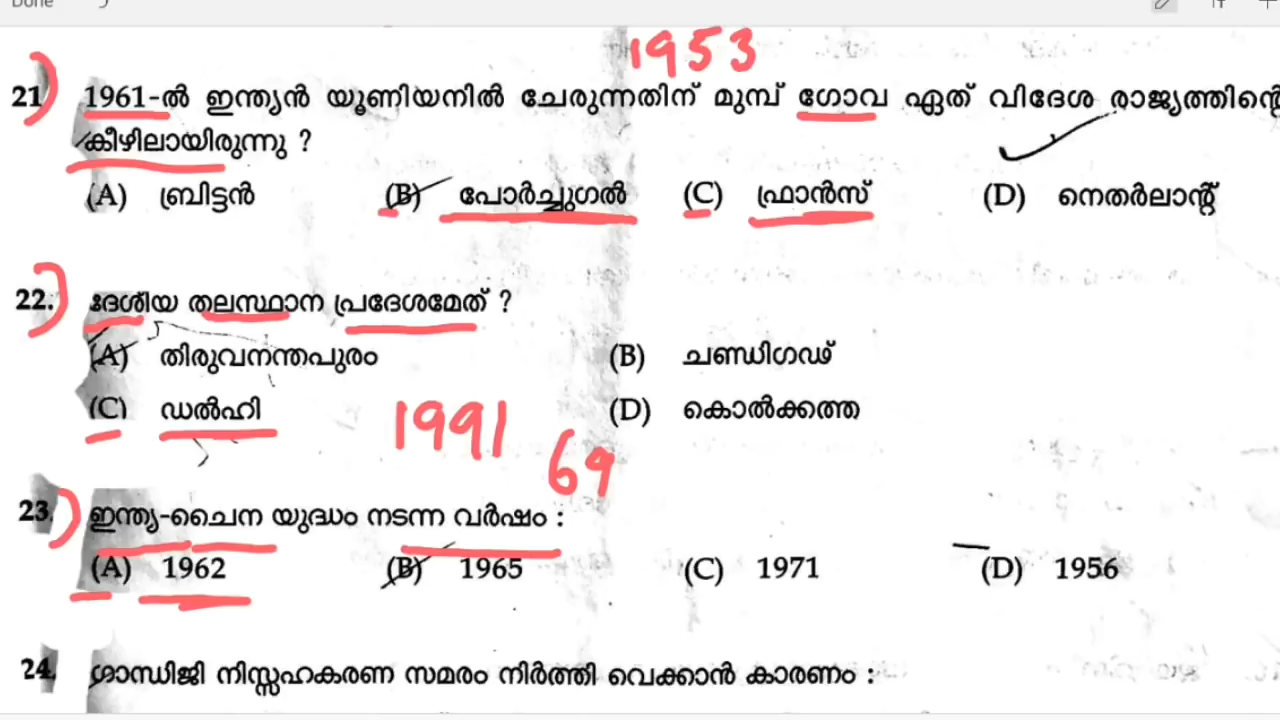 Done
1953
21 1961-ൽ ഇന്ത്യൻ യൂണിയനിൽ ചേരുന്നതിന് മുമ്പ് ഗോവ ഏത് വിദേശ രാജ്യത്തിന്റെ
കീഴിലായിരുന്നു ?
(A) ബ്രിട്ടൻ (B) പോർച്ചുഗൽ (C) ഫ്രാൻസ് (D) നെതർലാന്റ്
22. ദേശീയ തലസ്ഥാന പ്രദേശമേത് ?
(A) തിരുവനന്തപുരം (B) ചണ്ഡിഗഢ്
(C) ഡൽഹി (D) കൊൽക്കത്ത
1991
69
23. ഇന്ത്യ-ചൈന യുദ്ധം നടന്ന വർഷം :
(A) 1962 (B) 1965 (C) 1971 (D) 1956
24. ഗാന്ധിജി നിസ്സഹകരണ സമരം നിർത്തി വെക്കാൻ കാരണം :